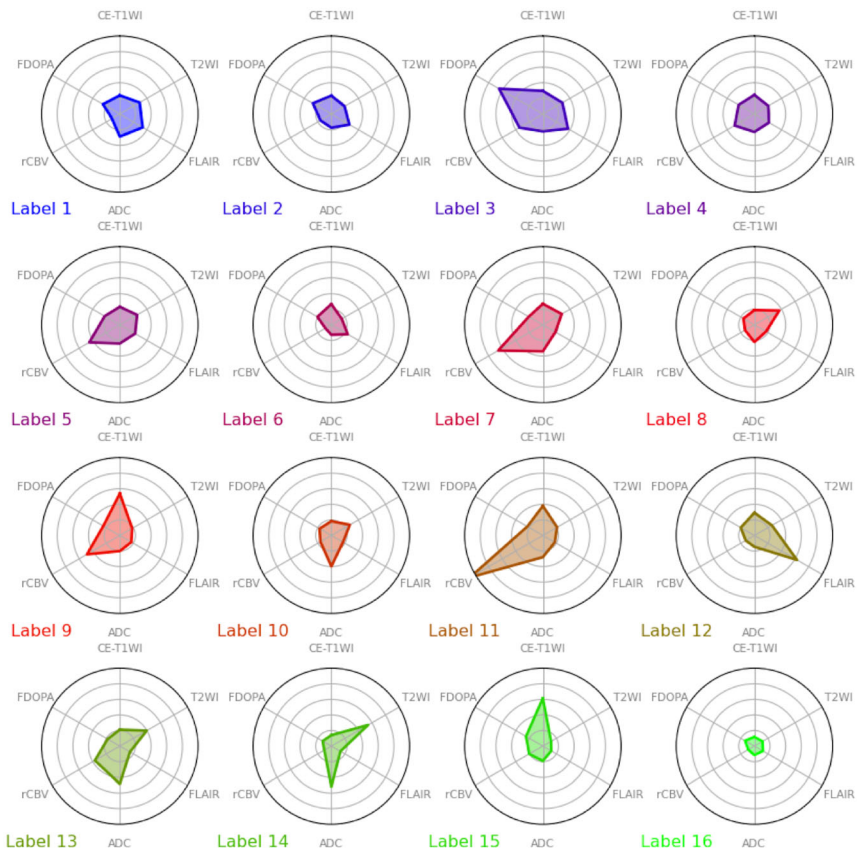 CE-T1WI CE-T1WI CE-T1WI CE-T1WI
FDOPA T2WI FDOPA T2WI FDOPA T2WI FDOPA T2WI
rCBV FLAIR rCBV FLAIR rCBV FLAIR rCBV FLAIR
Label 1 ADC Label 2 ADC Label 3 ADC Label 4 ADC
CE-T1WI CE-T1WI CE-T1WI CE-T1WI
FDOPA T2WI FDOPA T2WI FDOPA T2WI FDOPA T2WI
rCBV FLAIR rCBV FLAIR rCBV FLAIR rCBV FLAIR
Label 5 ADC Label 6 ADC Label 7 ADC Label 8 ADC
CE-T1WI CE-T1WI CE-T1WI CE-T1WI
FDOPA T2WI FDOPA T2WI FDOPA T2WI FDOPA T2WI
rCBV FLAIR rCBV FLAIR rCBV FLAIR rCBV FLAIR
Label 9 ADC Label 10 ADC Label 11 ADC Label 12 ADC
CE-T1WI CE-T1WI CE-T1WI CE-T1WI
FDOPA T2WI FDOPA T2WI FDOPA T2WI FDOPA T2WI
rCBV FLAIR rCBV FLAIR rCBV FLAIR rCBV FLAIR
Label 13 ADC Label 14 ADC Label 15 ADC Label 16 ADC